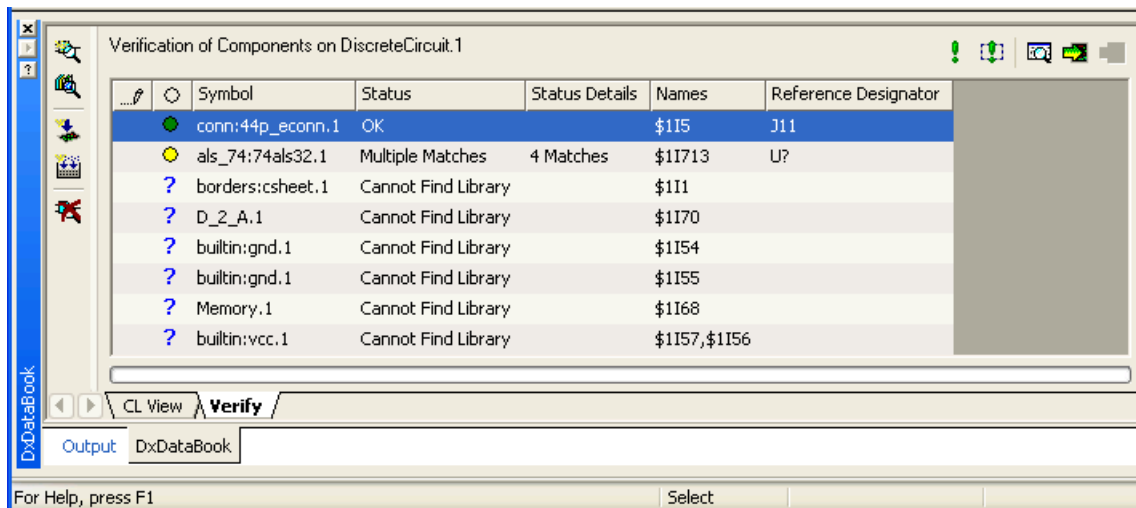 Verification of Components on DiscreteCircuit.1
Symbol Status Status Details Names Reference Designator
conn:44p_econn.1 OK $1I5 J11
als_74:74als32.1 Multiple Matches 4 Matches $1I713 U?
? borders:csheet.1 Cannot Find Library $1I1
? D_2_A.1 Cannot Find Library $1I70
? builtin:gnd.1 Cannot Find Library $1I54
? builtin:gnd.1 Cannot Find Library $1I55
? Memory.1 Cannot Find Library $1I68
? builtin:vcc.1 Cannot Find Library $1I57,$1I56
CL View Verify
Output DxDataBook
DxDataBook
For Help, press F1 Select